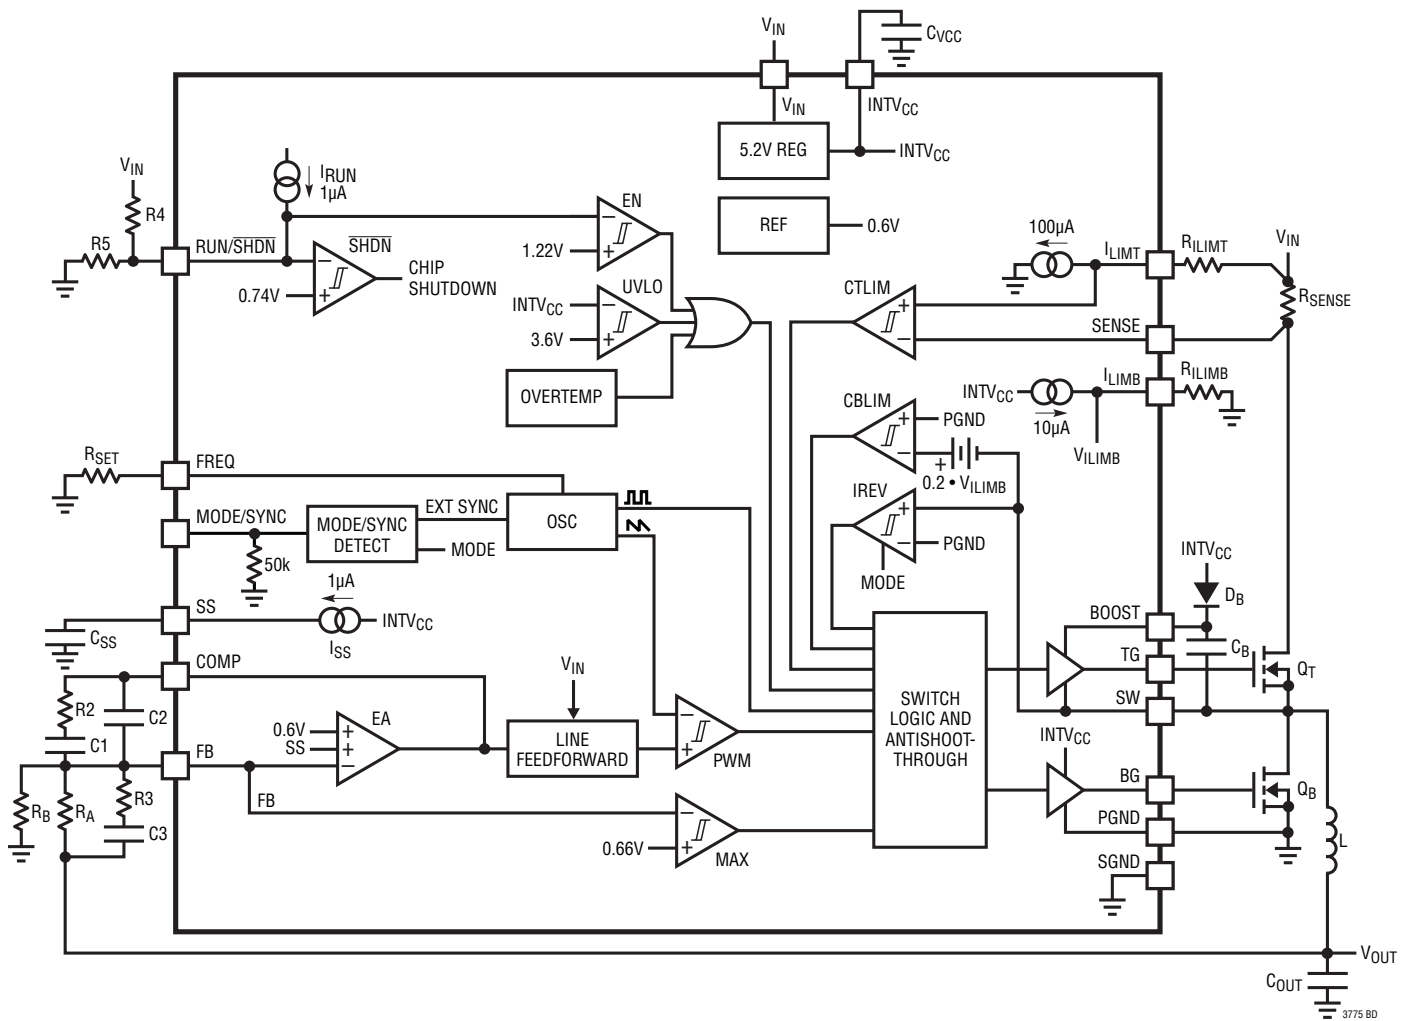 VIN
CVCC
VIN
INTVCC
5.2V REG
INTVCC
REF
0.6V
VIN
R4
R5
RUN/SHDN
IRUN
1µA
SHDN
0.74V
CHIP
SHUTDOWN
EN
1.22V
UVLO
INTVCC
3.6V
OVERTEMP
100µA
ILIMT
RILIMT
VIN
RSENSE
CTLIM
SENSE
INTVCC
10µA
ILIMB
RILIMB
VILIMB
CBLIM
PGND
0.2 • VILIMB
IREV
PGND
MODE
RSET
FREQ
MODE/SYNC
50k
MODE/SYNC
DETECT
EXT SYNC
MODE
OSC
SS
CSS
1µA
ISS
INTVCC
COMP
R2
C2
C1
FB
RB
RA
R3
C3
FB
0.6V
SS
EA
VIN
LINE
FEEDFORWARD
PWM
0.66V
MAX
SWITCH
LOGIC AND
ANTISHOOT-
THROUGH
INTVCC
DB
BOOST
CB
TG
QT
SW
INTVCC
BG
QB
PGND
SGND
L
VOUT
COUT
3775 BD